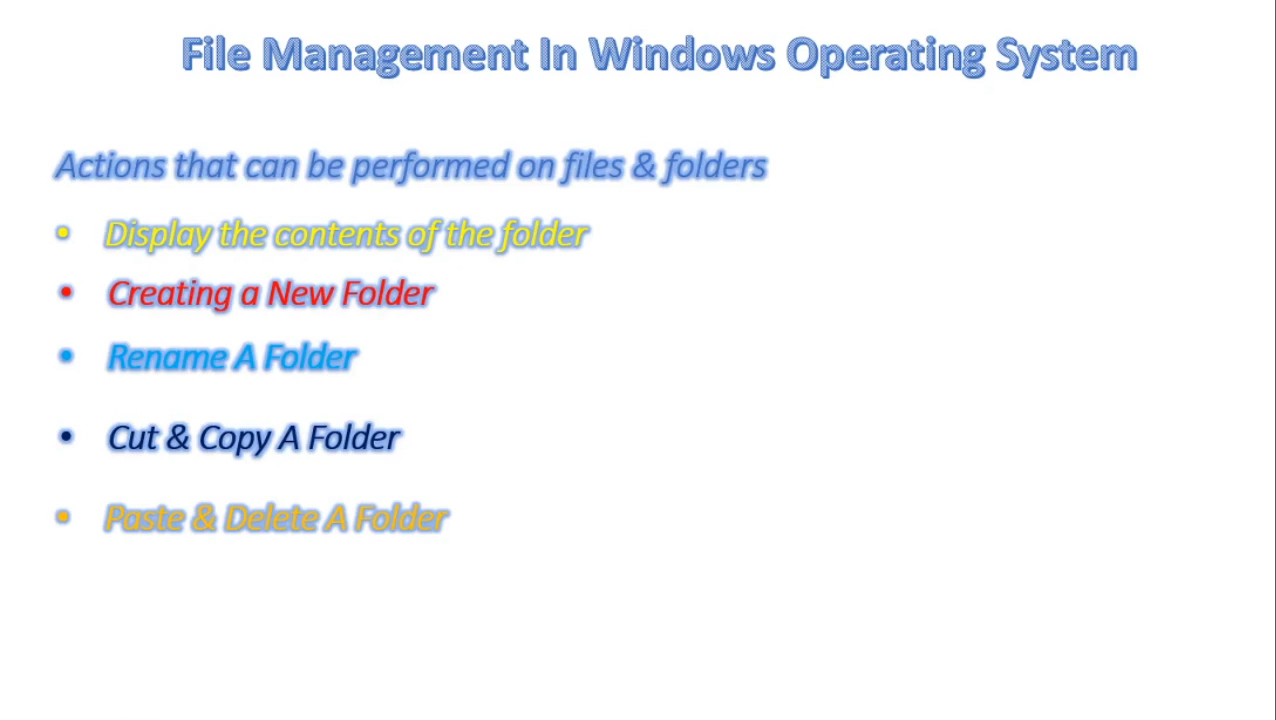 File Management In Windows Operating System
Actions that can be performed on files & folders
• Display the contents of the folder
• Creating a New Folder
• Rename A Folder
• Cut & Copy A Folder
• Paste & Delete A Folder